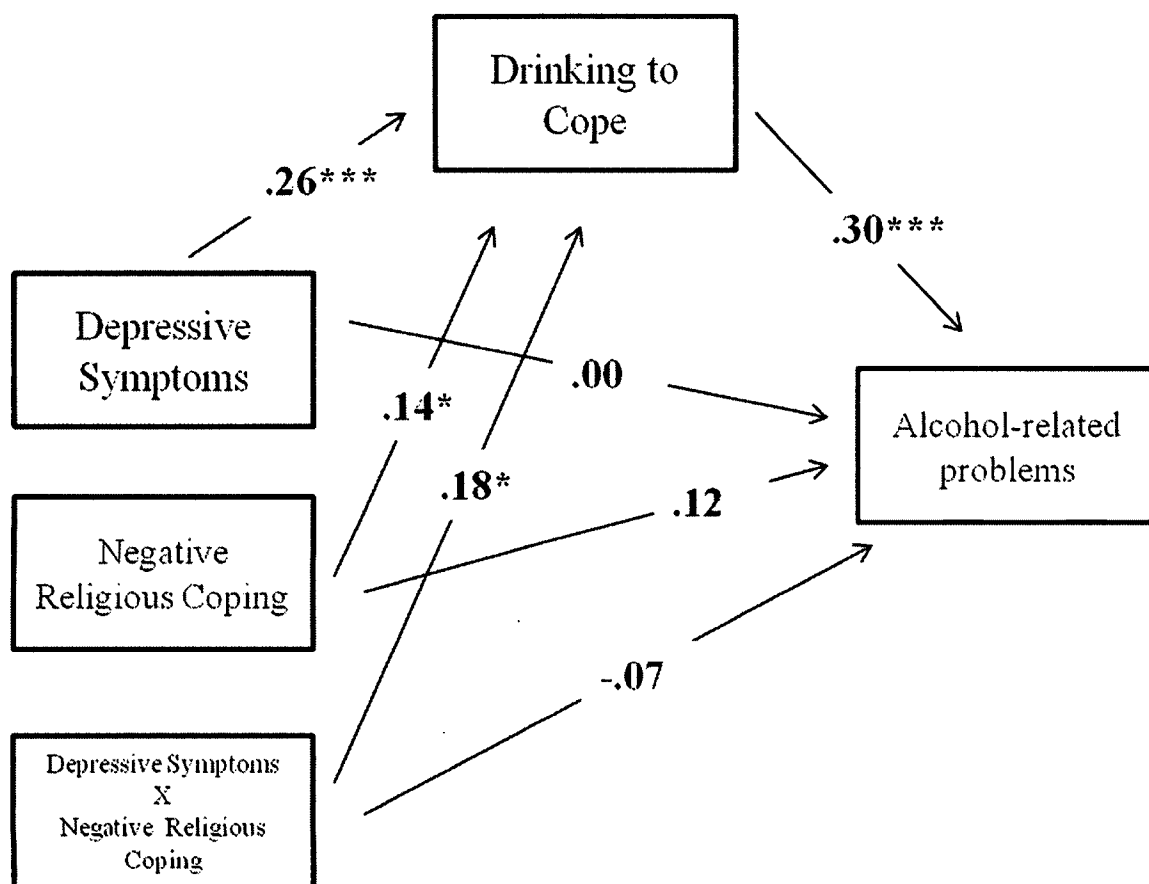 Drinking to
Cope
.26***
.30***
Depressive
Symptoms
.00
.14*
Alcohol-related
problems
.18*
.12
Negative
Religious Coping
-.07
Depressive Symptoms
X
Negative Religious
Coping